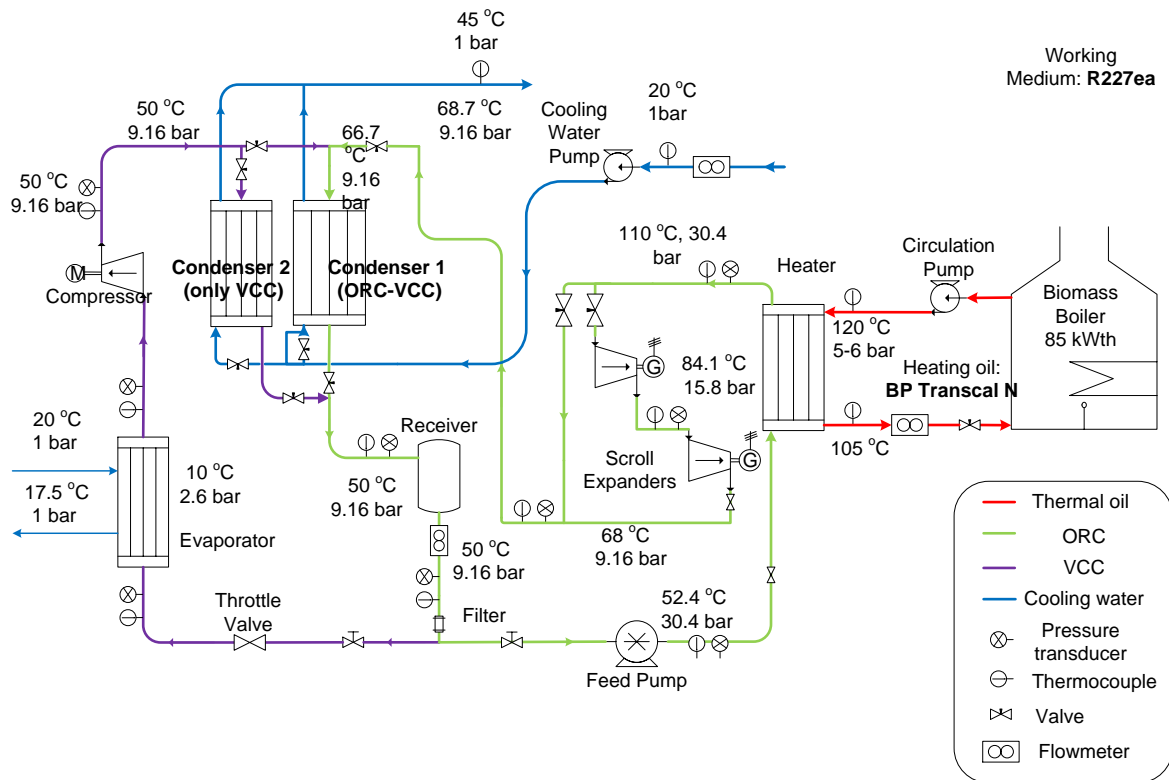 45 °C
1 bar
Working
Medium: R227ea
50 °C
9.16 bar
68.7 °C
9.16 bar
Cooling
Water
Pump
20 °C
1bar
66.7
°C
9.16
bar
50 °C
9.16 bar
M
Compressor
Condenser 2
(only VCC)
Condenser 1
(ORC-VCC)
110 °C, 30.4
bar
Heater
Circulation
Pump
Biomass
Boiler
85 kWth
120 °C
5-6 bar
G
84.1 °C
15.8 bar
Heating oil:
BP Transcal N
105 °C
20 °C
1 bar
17.5 °C
1 bar
10 °C
2.6 bar
Evaporator
Receiver
50 °C
9.16 bar
Scroll
Expanders
G
50 °C
9.16 bar
68 °C
9.16 bar
Throttle
Valve
Filter
52.4 °C
30.4 bar
Feed Pump
Thermal oil
ORC
VCC
Cooling water
Pressure
transducer
Thermocouple
Valve
Flowmeter